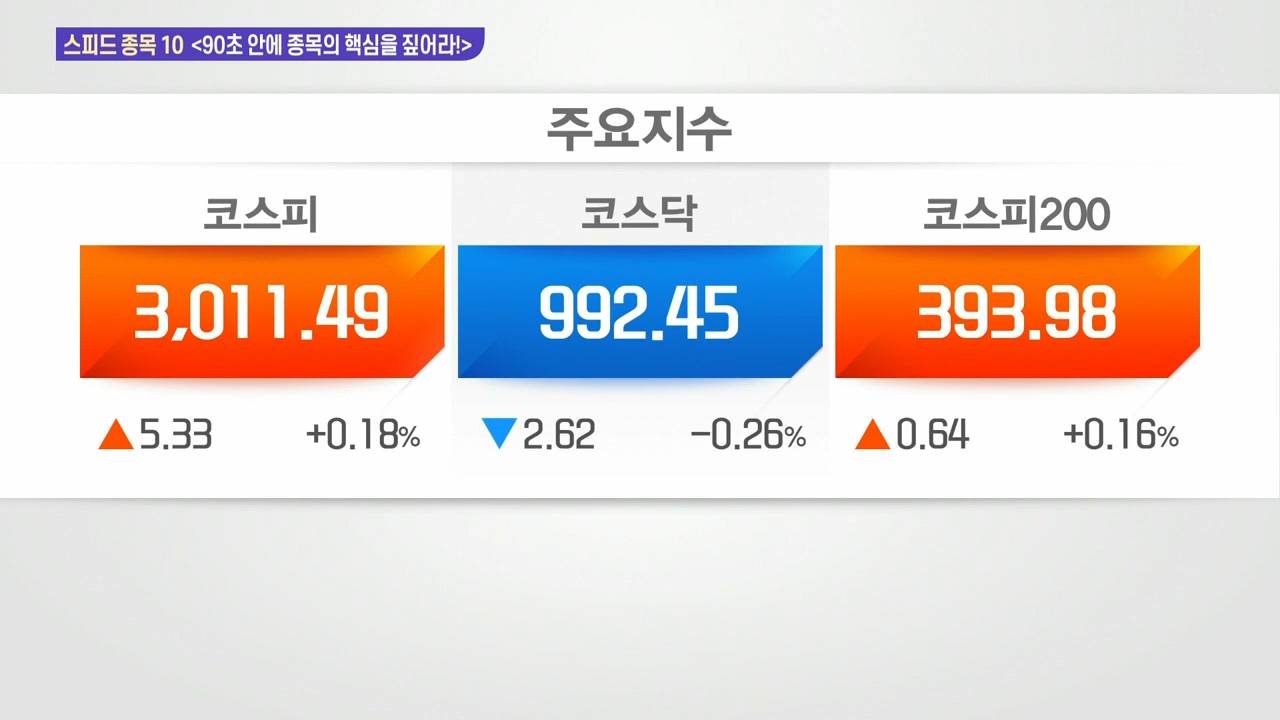 스피드 종목 10 <90초 안에 종목의 핵심을 짚어라!>
주요지수
코스피 코스닥 코스피200
3,011.49 992.45 393.98
▲5.33 +0.18% ▼2.62 -0.26% ▲0.64 +0.16%